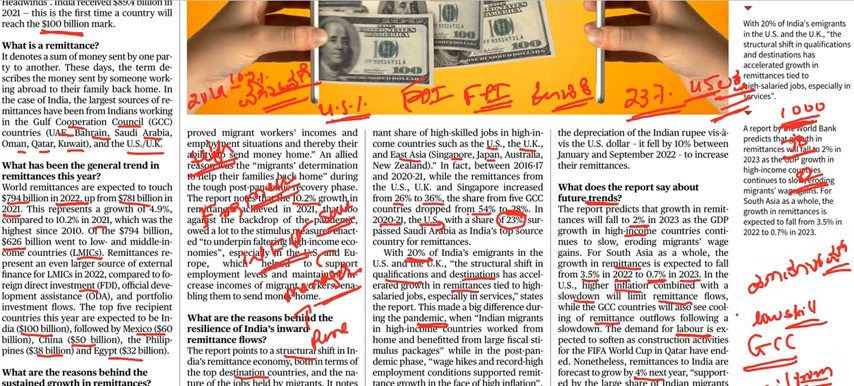 Headwinds'. India received $89.4 billion in
2021 – this is the first time a country will
reach the $100 billion mark.
What is a remittance?
It denotes a sum of money sent by one par-
ty to another. These days, the term de-
scribes the money sent by someone work-
ing abroad to their family back home. In
the case of India, the largest sources of re-
mittances have been from Indians working
in the Gulf Cooperation Council (GCC)
countries (UAE, Bahrain, Saudi Arabia,
Oman, Qatar, Kuwait), and the U.S./U.K.
What has been the general trend in
remittances this year?
World remittances are expected to touch
$794 billion in 2022, up from $781 billion in
2021. This represents a growth of 4.9%,
compared to 10.2% in 2021, which was the
highest since 2010. Of the $794 billion,
$626 billion went to low- and middle-in-
come countries (LMICs). Remittances re-
present an even larger source of external
finance for LMICs in 2022, compared to fo-
reign direct investment (FDI), official deve-
lopment assistance (ODA), and portfolio
investment flows. The top five recipient
countries this year are expected to be In-
dia ($100 billion), followed by Mexico ($60
billion), China ($50 billion), the Philip-
pines ($38 billion) and Egypt ($32 billion).
What are the reasons behind the
sustained growth in remittances?
U.S.A.
FDI FPI
23%
proved migrant workers' incomes and
employment situations and thereby their
ability to send money home." An allied
reason was the "migrants' determination
to help their families back home" during
the tough post-pandemic recovery phase.
The report notes that the 10.2% growth in
remittances achieved in 2021, that
against the backdrop of the pandemic,
owed a lot to the stimulus measures enact-
ed "to underpin faltering high-income eco-
nomies", especially in the U.S. and Eu-
rope, which helped to support
employment levels and maintain
crease incomes of migrant workers, ena-
bling them to send money home.
What are the reasons behind the
resilience of India's inward
remittance flows?
The report points to a structural shift in In-
dia's remittance economy, both in terms of
the top destination countries, and the na-
ture of the jobs held by migrants. It notes
nant share of high-skilled jobs in high-in-
come countries such as the U.S., the U.K.,
and East Asia (Singapore, Japan, Australia,
New Zealand)". In fact, between 2016-17
and 2020-21, while the remittances from
the U.S., U.K. and Singapore increased
from 26% to 36%, the share from five GCC
countries dropped from 54% to 28%. In
2020-21, the U.S., with a share of 23%, sur-
passed Saudi Arabia as India's top source
country for remittances.
With 20% of India's emigrants in the
U.S. and the U.K., "the structural shift in
qualifications and destinations has accel-
erated growth in remittances tied to high-
salaried jobs, especially in services," states
the report. This made a big difference during
the pandemic, when "Indian migrants
in high-income countries worked from
home and benefitted from large fiscal sti-
mulus packages" while in the post-pan-
demic phase, "wage hikes and record-high
employment conditions supported remit-
tance growth in the face of high inflation".
the depreciation of the Indian rupee vis-à-
vis the U.S. dollar - it fell by 10% between
January and September 2022 - to increase
their remittances.
What does the report say about
future trends?
The report predicts that growth in remit-
tances will fall to 2% in 2023 as the GDP
growth in high-income countries conti-
nues to slow, eroding migrants' wage gains.
For South Asia as a whole, the growth in
remittances is expected to fall from
3.5% in 2022 to 0.7% in 2023. In the
U.S., higher inflation combined with a
slowdown will limit remittance flows,
while the GCC countries will also see cool-
ing of remittance outflows following a
slowdown. The demand for labour is ex-
pected to soften as construction activities
for the FIFA World Cup in Qatar have end-
ed. Nonetheless, remittances to India are
forecast to grow by 4% next year, "support-
ed by the large share of Indian migrants
With 20% of India's emigrants
in the U.S. and the U.K., "the
structural shift in qualifications
and destinations has
accelerated growth in
remittances tied to
high-salaried jobs, especially in
services".
1000
A report by the World Bank
predicts that growth in
remittances will fall to 2% in
2023 as the GDP growth in
high-income countries
continues to slow, eroding
migrants' wage gains. For
South Asia as a whole, the
growth in remittances is
expected to fall from 3.5% in
2022 to 0.7% in 2023.
low skill
GCC